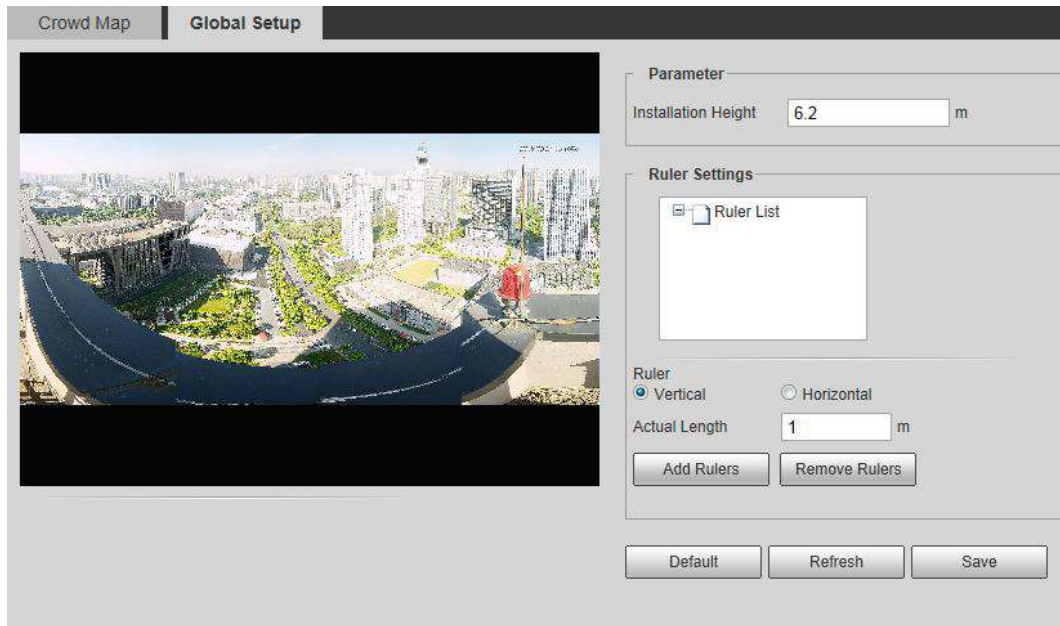 Crowd Map Global Setup
Parameter
Installation Height 6.2 m
Ruler Settings
Ruler List
Ruler
Vertical Horizontal
Actual Length 1 m
Add Rulers Remove Rulers
Default Refresh Save